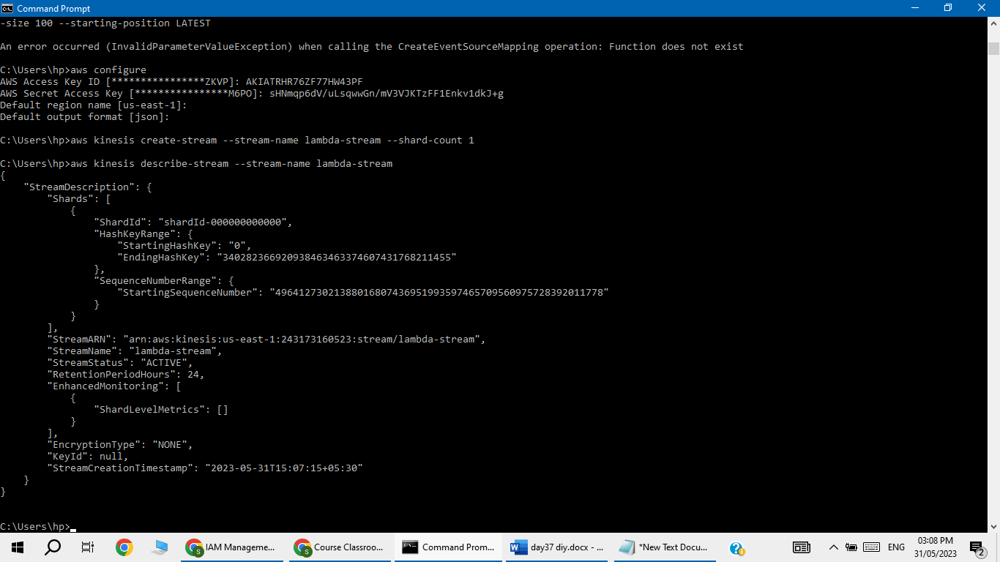 Command Prompt
-size 100 --starting-position LATEST
An error occurred (InvalidParameterValueException) when calling the CreateEventSourceMapping operation: Function does not exist
C:\Users\hp>aws configure
AWS Access Key ID [****************ZKVP]: AKIATRHR76ZF77HW43PF
AWS Secret Access Key [****************M6PO]: 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
Default region name [us-east-1]:
Default output format [json]:
C:\Users\hp>aws kinesis create-stream --stream-name lambda-stream --shard-count 1
C:\Users\hp>aws kinesis describe-stream --stream-name lambda-stream
{
    "StreamDescription": {
        "Shards": [
            {
                "ShardId": "shardId-000000000000",
                "HashKeyRange": {
                    "StartingHashKey": "0",
                    "EndingHashKey": "340282366920938463463374607431768211455"
                },
                "SequenceNumberRange": {
                    "StartingSequenceNumber": "49641273021388016807436951993597465709560975728392011778"
                }
            }
        ],
        "StreamARN": "arn:aws:kinesis:us-east-1:243173160523:stream/lambda-stream",
        "StreamName": "lambda-stream",
        "StreamStatus": "ACTIVE",
        "RetentionPeriodHours": 24,
        "EnhancedMonitoring": [
            {
                "ShardLevelMetrics": []
            }
        ],
        "EncryptionType": "NONE",
        "KeyId": null,
        "StreamCreationTimestamp": "2023-05-31T15:07:15+05:30"
    }
}
C:\Users\hp>
IAM Manageme... Course Classroo... Command Prom... day37 diy.docx - ... *New Text Docu... ENG 03:08 PM
31/05/2023 2